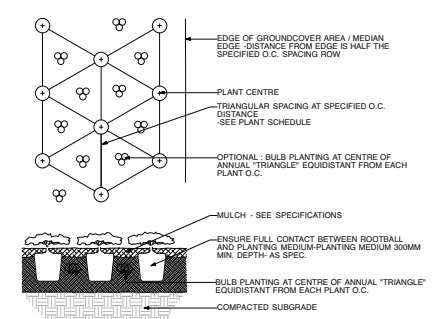 EDGE OF GROUNDCOVER AREA / MEDIAN
EDGE -DISTANCE FROM EDGE IS HALF THE
SPECIFIED O.C. SPACING ROW
PLANT CENTRE
TRIANGULAR SPACING AT SPECIFIED O.C.
DISTANCE
-SEE PLANT SCHEDULE
OPTIONAL : BULB PLANTING AT CENTRE OF
ANNUAL "TRIANGLE" EQUIDISTANT FROM EACH
PLANT O.C.
MULCH - SEE SPECIFICATIONS
ENSURE FULL CONTACT BETWEEN ROOTBALL
AND PLANTING MEDIUM-PLANTING MEDIUM 300MM
MIN. DEPTH- AS SPEC.
BULB PLANTING AT CENTRE OF ANNUAL "TRIANGLE"
EQUIDISTANT FROM EACH PLANT O.C.
COMPACTED SUBGRADE